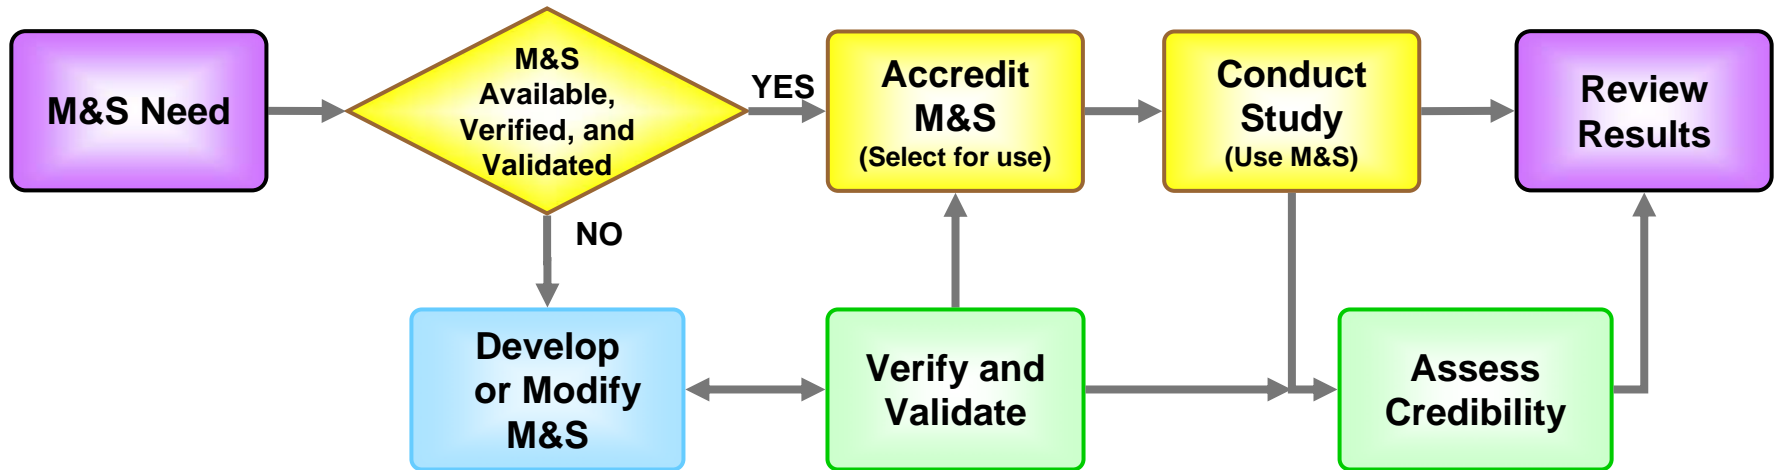 M&S Need
M&S
Available,
Verified, and
Validated
YES
NO
Accredit
M&S
(Select for use)
Conduct
Study
(Use M&S)
Review
Results
Develop
or Modify
M&S
Verify and
Validate
Assess
Credibility